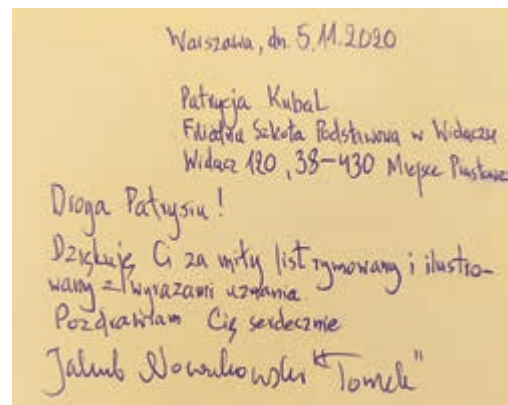 Warszawa, dn. 5.11.2020
Patrycja Kubal
Filialna Szkoła Podstawowa w Widaczu
Widacz 120, 38-430 Miejsce Piastowe
Droga Patrysiu!
Dziękuję Ci za miły list rymowany i ilustro-
wany z wyrazami uznania.
Pozdrawiam Cię serdecznie
Jakub Nowakowski "Tomek"